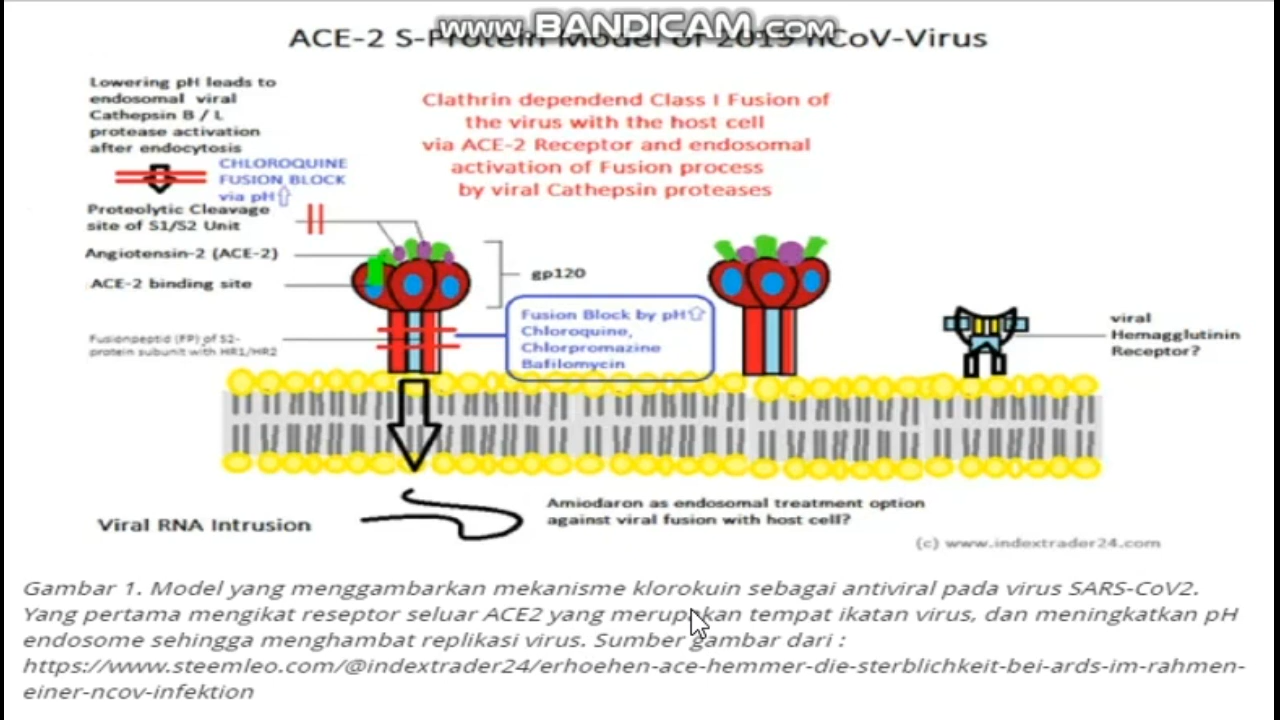 www.BANDICAM.com
ACE-2 S-Protein Model of 2019 nCoV-Virus
Lowering pH leads to
endosomal viral
Cathepsin B / L
protease activation
after endocytosis
CHLOROQUINE
FUSION BLOCK
via pH
Clathrin dependend Class I Fusion of
the virus with the host cell
via ACE-2 Receptor and endosomal
activation of Fusion process
by viral Cathepsin proteases
Proteolytic Cleavage
site of S1/S2 Unit
Angiotensin-2 (ACE-2)
ACE-2 binding site
gp120
Fusionpeptid (FP) of S2-
protein subunit with HR1/HR2
Fusion Block by pH
Chloroquine,
Chlorpromazine
Bafilomycin
viral
Hemagglutinin
Receptor?
Viral RNA Intrusion
Amiodaron as endosomal treatment option
against viral fusion with host cell?
(c) www.indextrader24.com
Gambar 1. Model yang menggambarkan mekanisme klorokuin sebagai antiviral pada virus SARS-CoV2.
Yang pertama mengikat reseptor seluar ACE2 yang merupakan tempat ikatan virus, dan meningkatkan pH
endosome sehingga menghambat replikasi virus. Sumber gambar dari :
https://www.steemleo.com/@indextrader24/erhoehen-ace-hemmer-die-sterblichkeit-bei-ards-im-rahmen-
einer-ncov-infektion